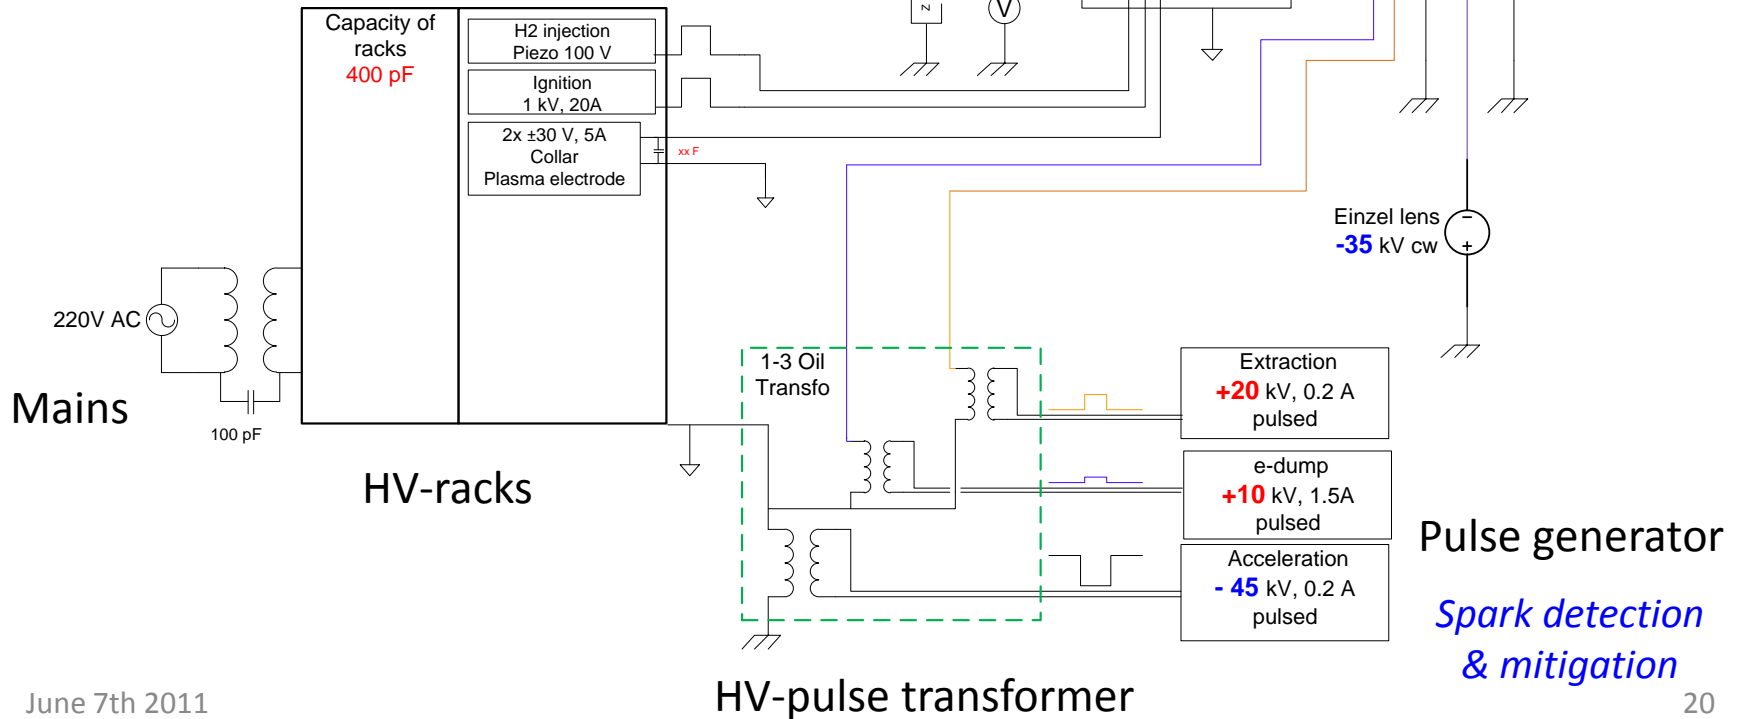 Capacity of
racks
400 pF
H2 injection
Piezo 100 V
Ignition
1 kV, 20A
2x ±30 V, 5A
Collar
Plasma electrode
xx F
N
V
Einzel lens
-35 kV cw
−
+
220V AC
Mains
100 pF
HV-racks
1-3 Oil
Transfo
Extraction
+20 kV, 0.2 A
pulsed
e-dump
+10 kV, 1.5A
pulsed
Acceleration
- 45 kV, 0.2 A
pulsed
Pulse generator
Spark detection
& mitigation
HV-pulse transformer
June 7th 2011
20